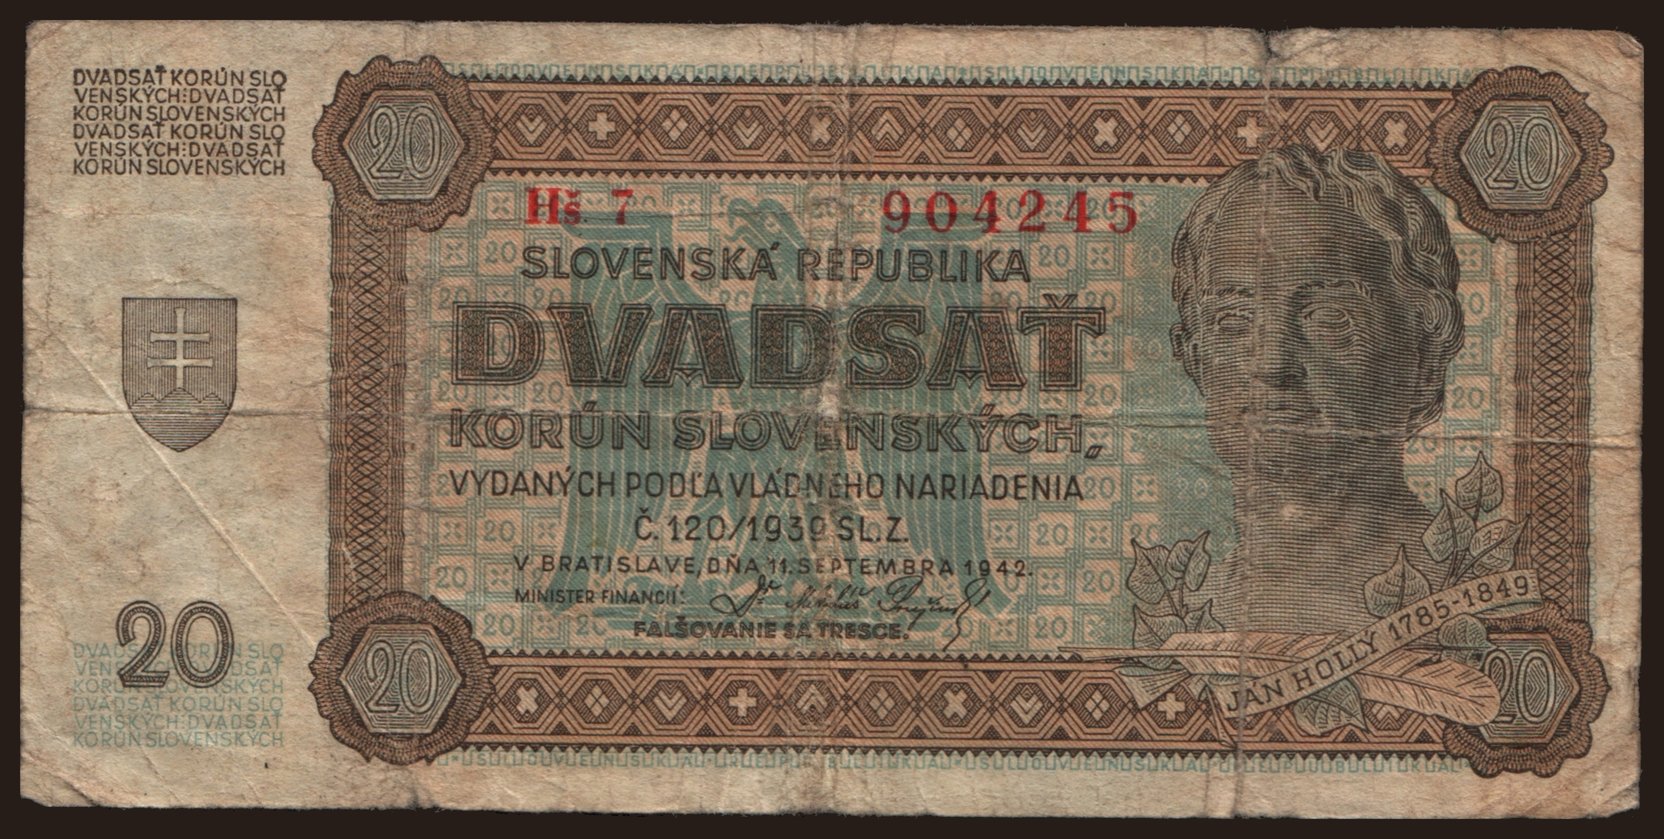 DVADSAŤ KORÚN SLO
VENSKÝCH:DVADSAŤ
KORÚN SLOVENSKÝCH
DVADSAŤ KORÚN SLO
VENSKÝCH:DVADSAŤ
KORÚN SLOVENSKÝCH
20
20
Hš 7 904245
SLOVENSKÁ REPUBLIKA
DVADSAŤ
KORÚN SLOVENSKÝCH,
VYDANÝCH PODĽA VLÁDNEHO NARIADENIA
Č. 120/1939 SL. Z.
V BRATISLAVE, DŇA 11. SEPTEMBRA 1942.
MINISTER FINANCIÍ:
FALŠOVANIE SA TRESCE.
JÁN HOLLÝ 1785-1849
20
DVADSAŤ KORÚN SLO
VENSKÝCH:DVADSAŤ
KORÚN SLOVENSKÝCH
DVADSAŤ KORÚN SLO
VENSKÝCH:DVADSAŤ
KORÚN SLOVENSKÝCH
20
20